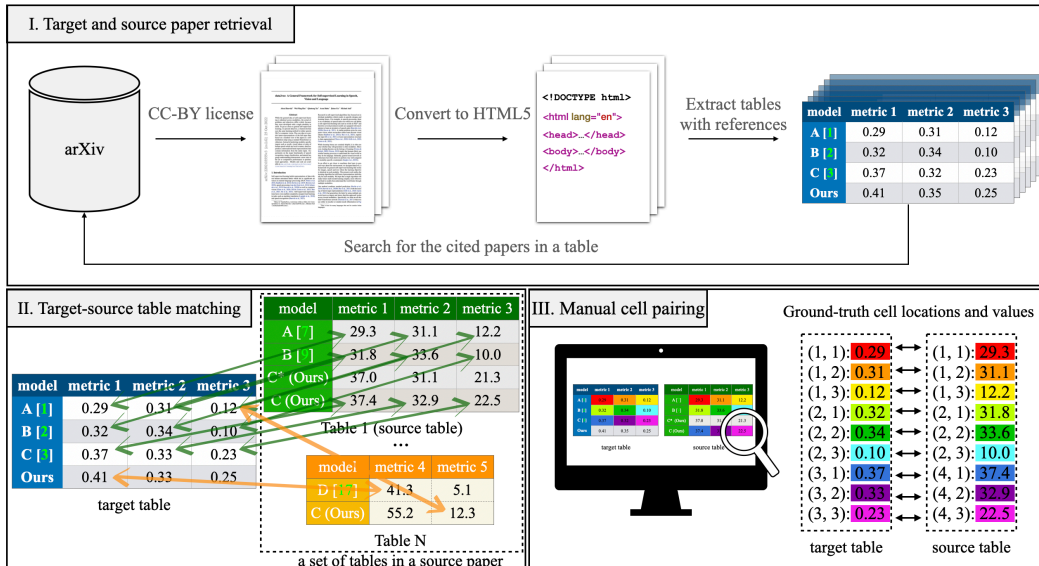 I. Target and source paper retrieval
arXiv
CC-BY license
Convert to HTML5
<!DOCTYPE html>
<html lang="en">
<head>…</head>
<body>…</body>
</html>
Extract tables
with references
model metric 1 metric 2 metric 3
A [1] 0.29 0.31 0.12
B [2] 0.32 0.34 0.10
C [3] 0.37 0.32 0.23
Ours 0.41 0.35 0.25
Search for the cited papers in a table
II. Target-source table matching
model metric 1 metric 2 metric 3
A [1] 0.29 0.31 0.12
B [2] 0.32 0.34 0.10
C [3] 0.37 0.33 0.23
Ours 0.41 0.33 0.25
target table
model metric 1 metric 2 metric 3
A [7] 29.3 31.1 12.2
B [9] 31.8 33.6 10.0
C* (Ours) 37.0 31.1 21.3
C (Ours) 37.4 32.9 22.5
Table 1 (source table)
...
model metric 4 metric 5
D [17] 41.3 5.1
C (Ours) 55.2 12.3
Table N
a set of tables in a source paper
III. Manual cell pairing
target table
source table
Ground-truth cell locations and values
(1, 1): 0.29 (1, 1): 29.3
(1, 2): 0.31 (1, 2): 31.1
(1, 3): 0.12 (1, 3): 12.2
(2, 1): 0.32 (2, 1): 31.8
(2, 2): 0.34 (2, 2): 33.6
(2, 3): 0.10 (2, 3): 10.0
(3, 1): 0.37 (4, 1): 37.4
(3, 2): 0.33 (4, 2): 32.9
(3, 3): 0.23 (4, 3): 22.5
target table source table